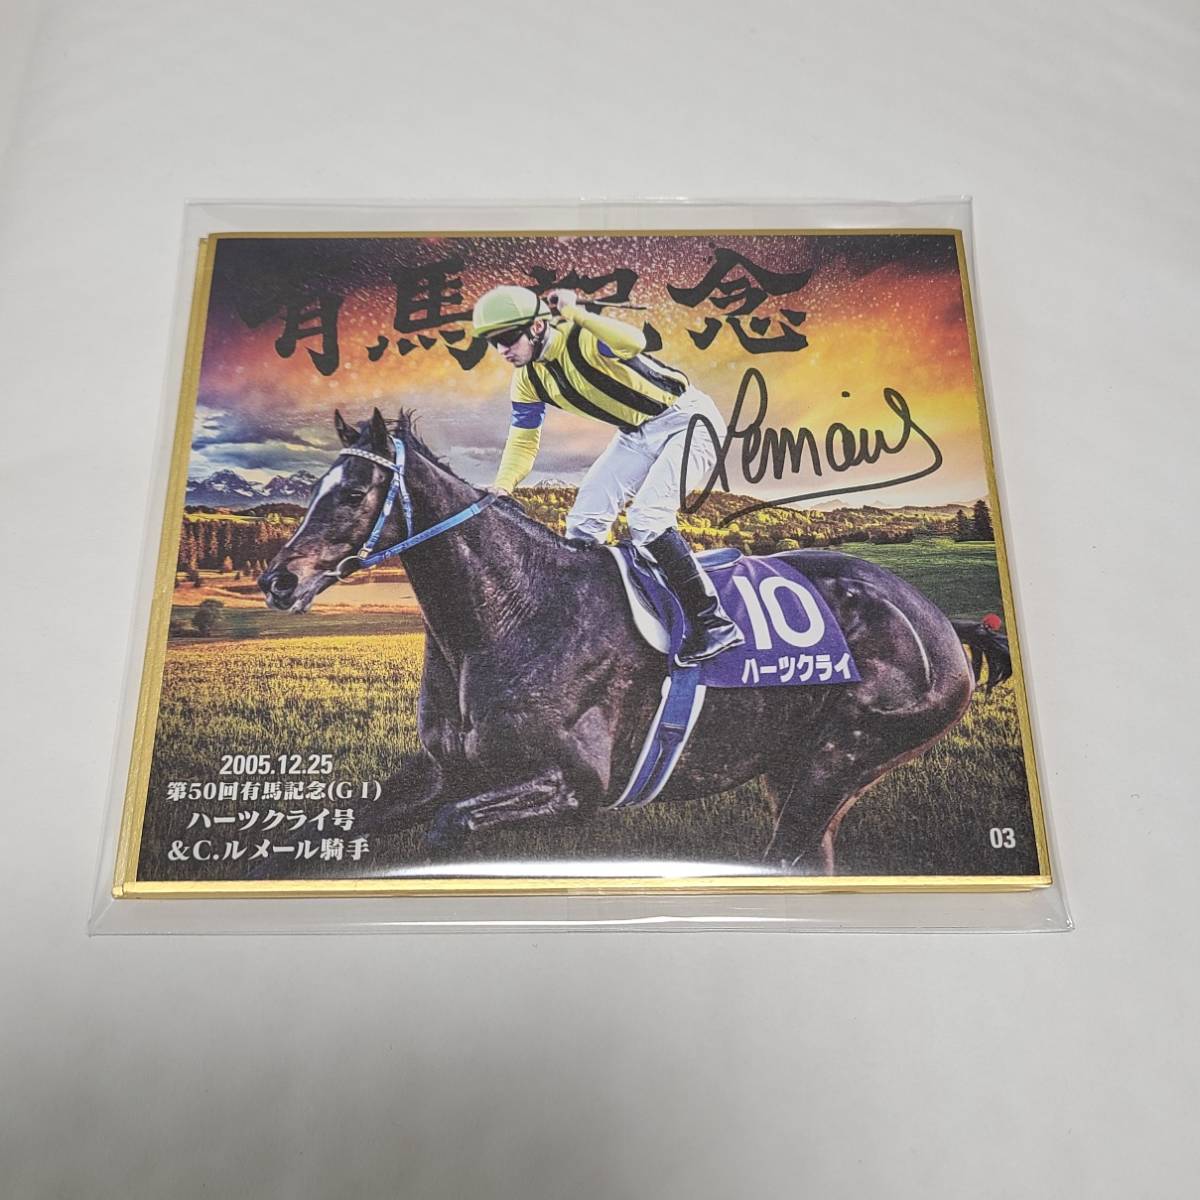 有馬記念
Lemaire
10
ハーツクライ
2005.12.25
第50回有馬記念(GI)
ハーツクライ号
&C.ルメール騎手
03